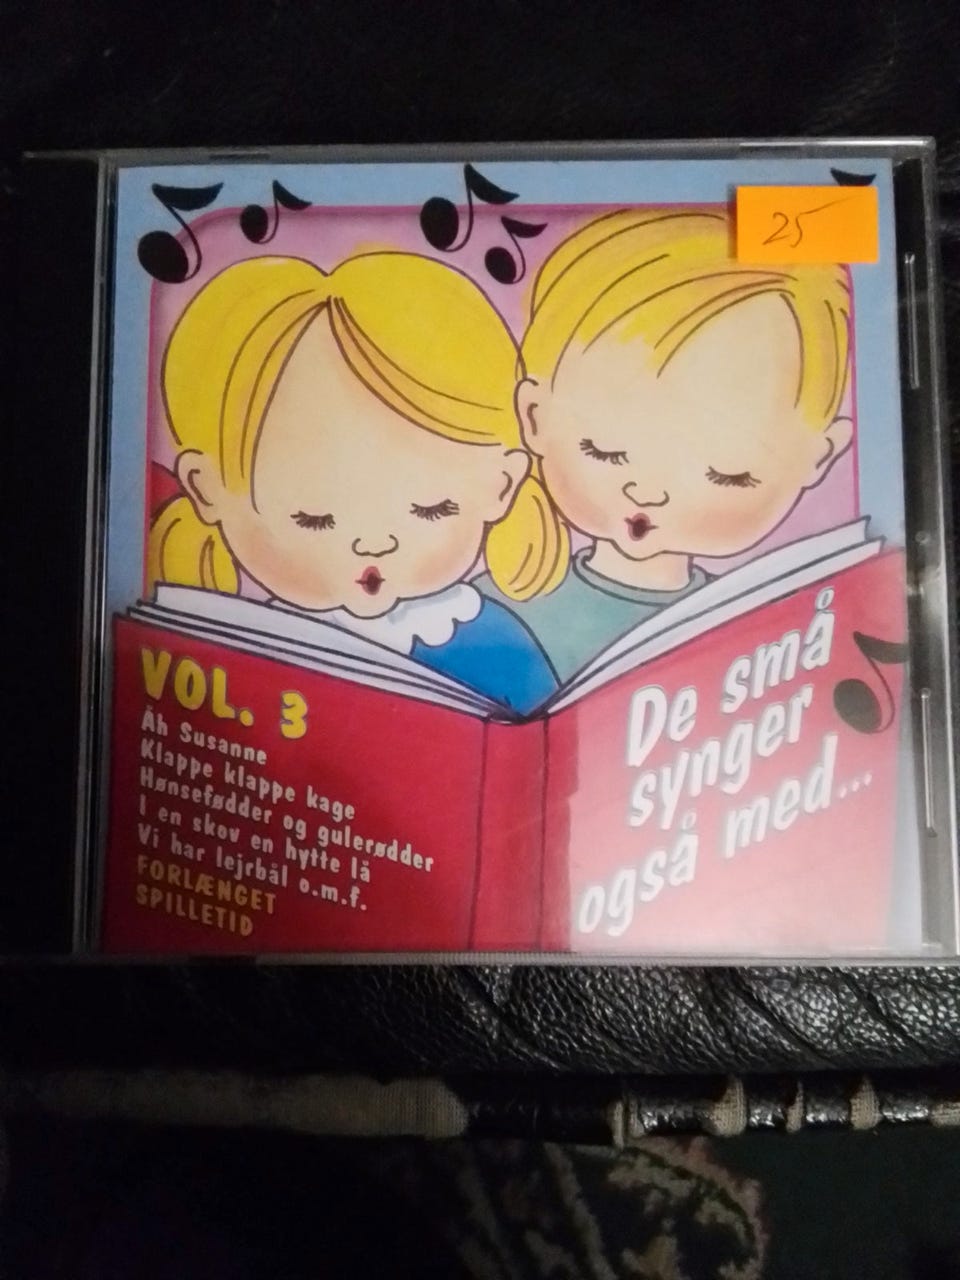 25
VOL. 3
Åh Susanne
Klappe klappe kage
Hønsefødder og gulerødder
I en skov en hytte lå
Vi har lejrbål o.m.f.
FORLÆNGET
SPILLETID
De små
synger
også med...